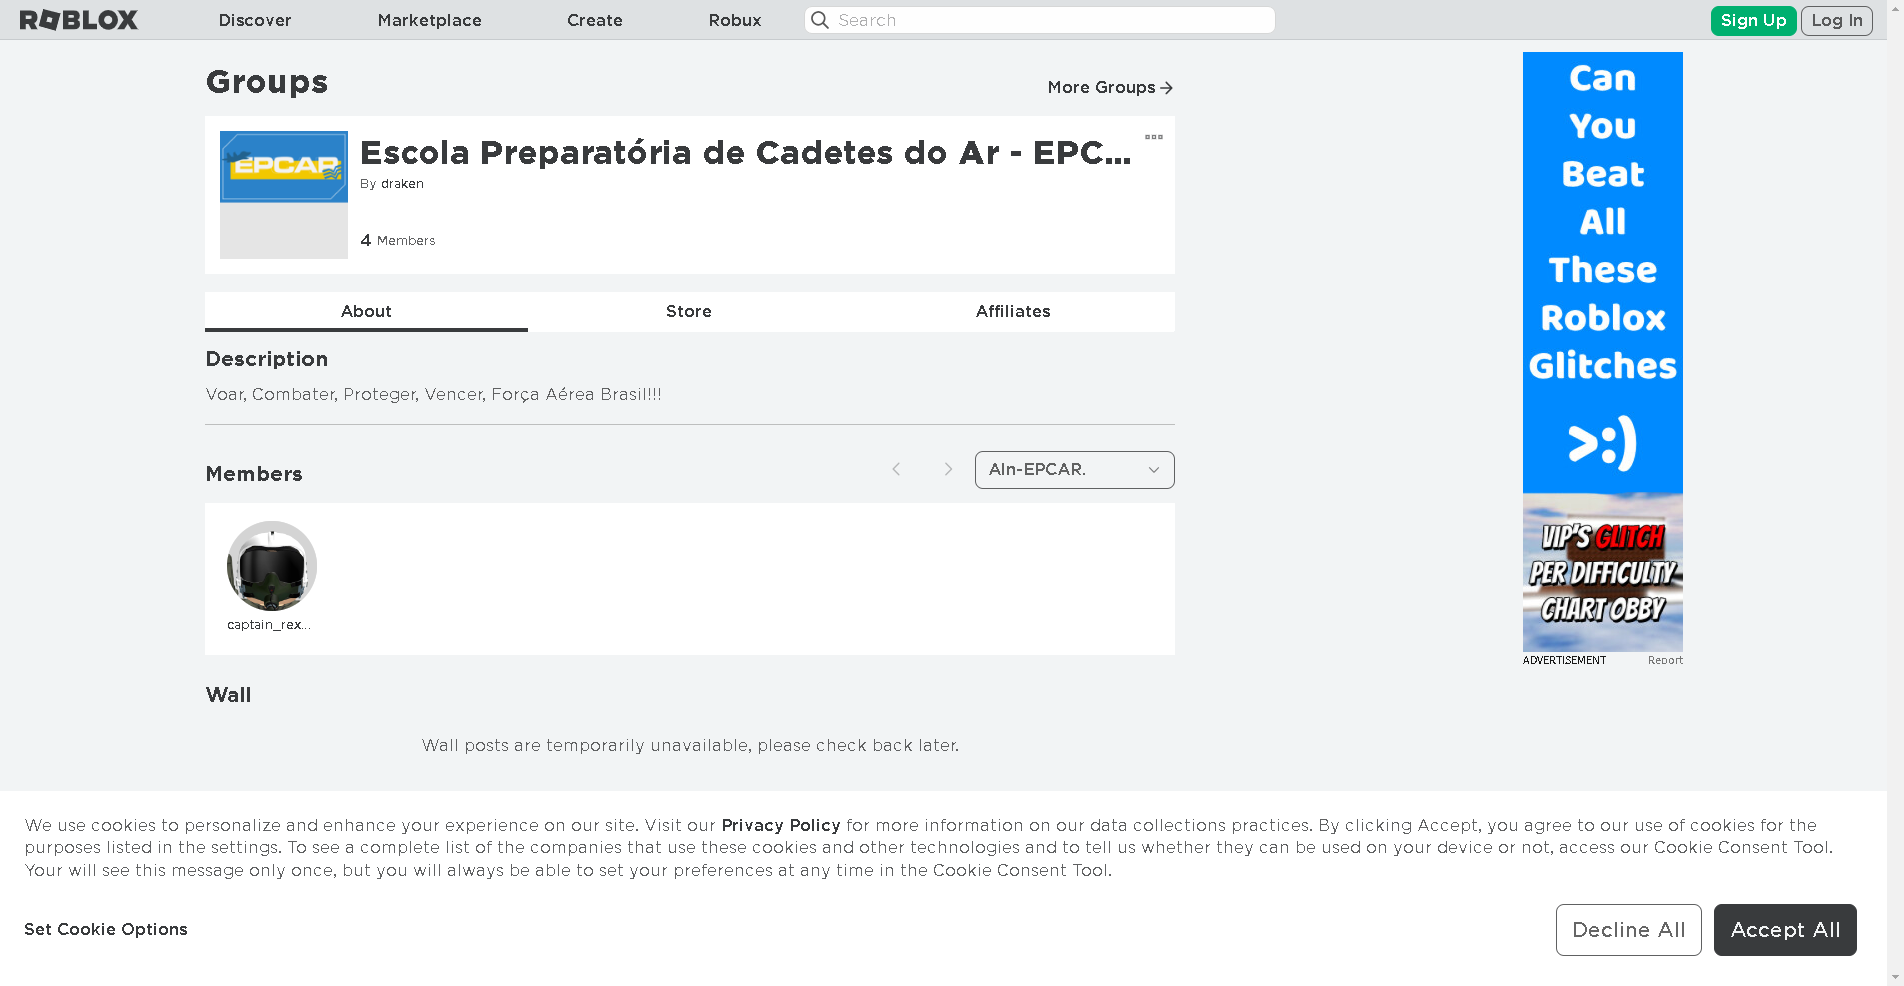 ROBLOX
Discover
Marketplace
Create
Robux
Search
Sign Up
Log In
Groups
More Groups
EPCAR
Escola Preparatória de Cadetes do Ar - EPC...
By draken
4 Members
About
Store
Affiliates
Description
Voar, Combater, Proteger, Vencer, Força Aérea Brasil!!!
Members
Aln-EPCAR.
captain_rex...
Wall
Wall posts are temporarily unavailable, please check back later.
Can
You
Beat
All
These
Roblox
Glitches
>:)
VIP'S GLITCH
PER DIFFICULTY
CHART OBBY
ADVERTISEMENT
Report
We use cookies to personalize and enhance your experience on our site. Visit our Privacy Policy for more information on our data collections practices. By clicking Accept, you agree to our use of cookies for the
purposes listed in the settings. To see a complete list of the companies that use these cookies and other technologies and to tell us whether they can be used on your device or not, access our Cookie Consent Tool.
Your will see this message only once, but you will always be able to set your preferences at any time in the Cookie Consent Tool.
Set Cookie Options
Decline All
Accept All